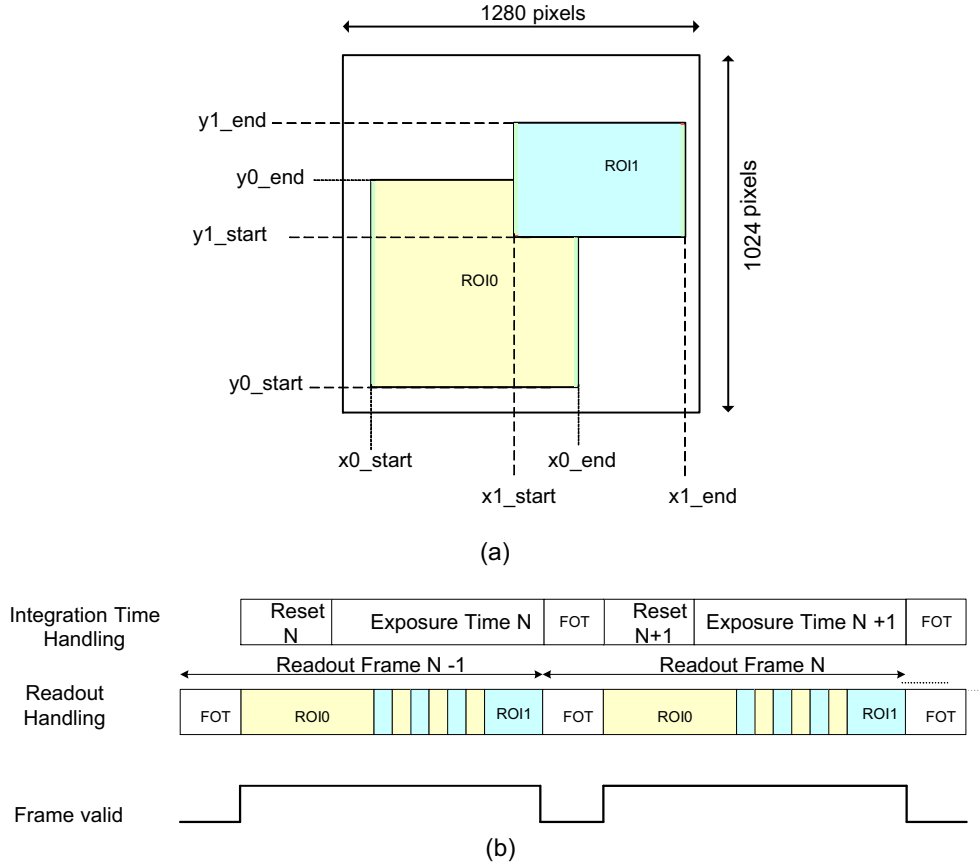 1280 pixels
y1_end
ROI1
y0_end
1024 pixels
y1_start
ROI0
y0_start
x0_start
x0_end
x1_start
x1_end
(a)
Integration Time
Handling
Reset
N
Exposure Time N
FOT
Reset
N+1
Exposure Time N +1
FOT
Readout Frame N -1
Readout Frame N
Readout
Handling
FOT
ROI0
ROI1
FOT
ROI0
ROI1
FOT
Frame valid
(b)